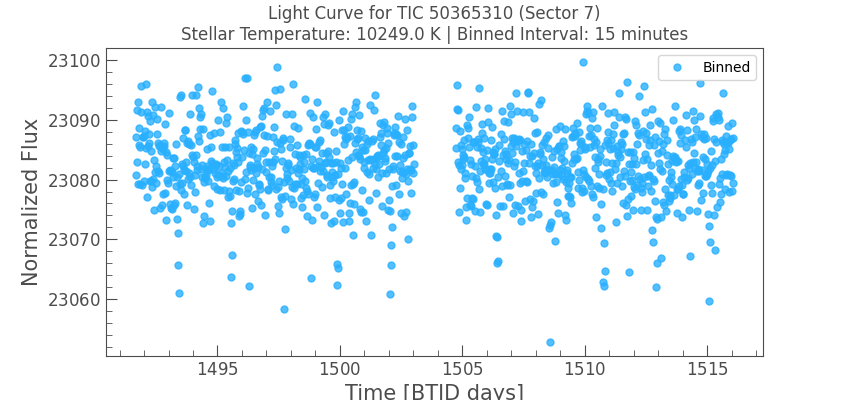 Light Curve for TIC 50365310 (Sector 7)
Stellar Temperature: 10249.0 K | Binned Interval: 15 minutes
Binned
23100
23090
23080
23070
23060
Normalized Flux
1495
1500
1505
1510
1515
Time [BTJD days]